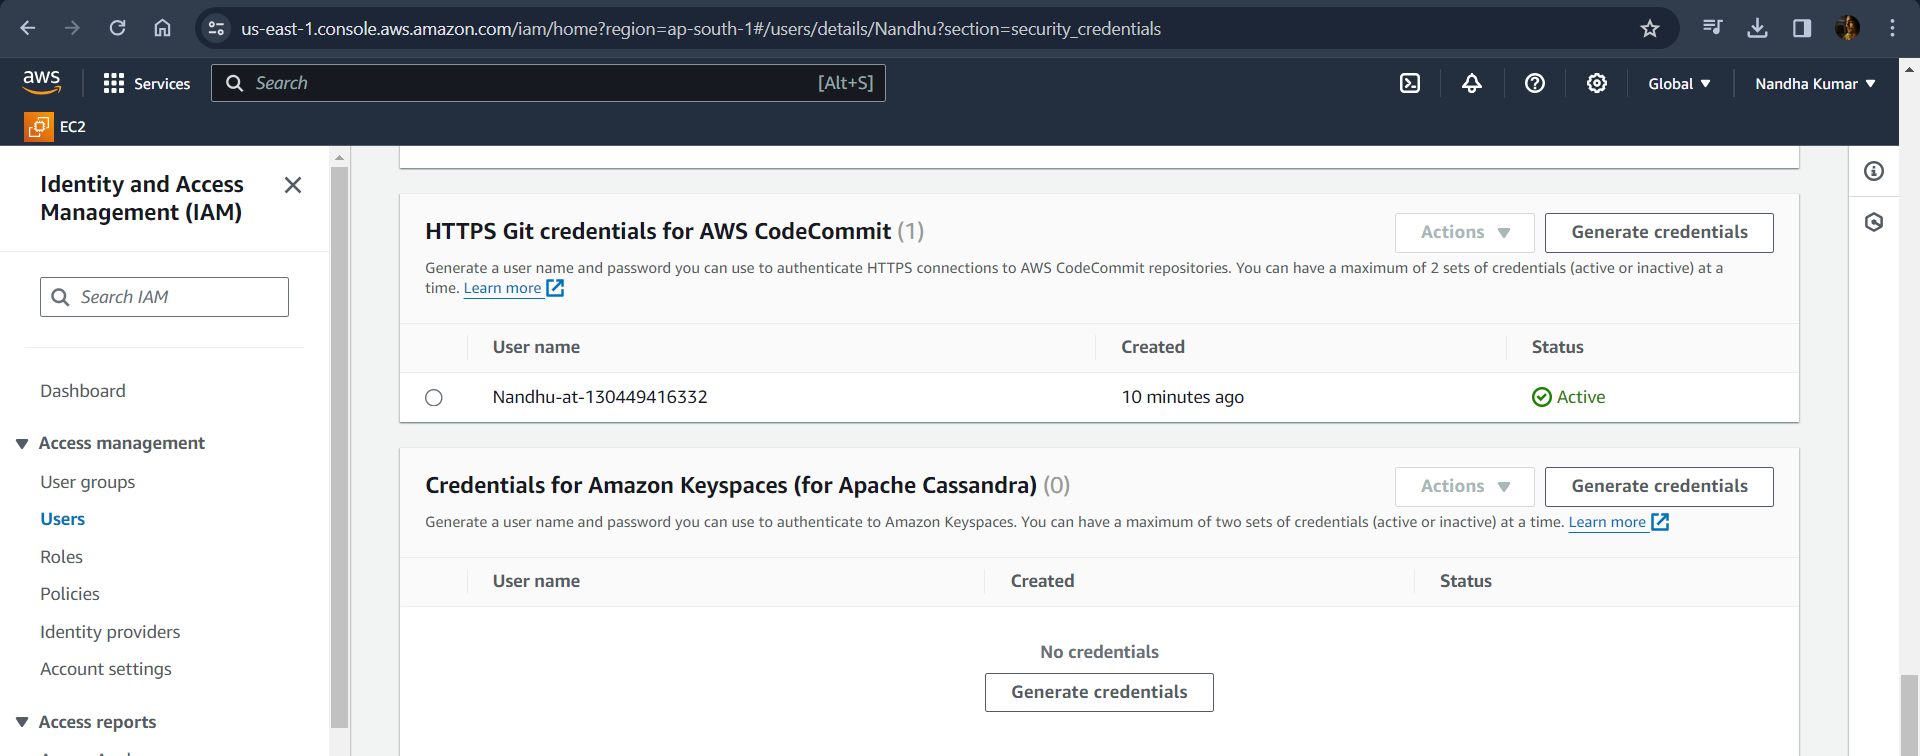 us-east-1.console.aws.amazon.com/iam/home?region=ap-south-1#/users/details/Nandhu?section=security_credentials
aws
Services
Search
[Alt+S]
Global
Nandha Kumar
EC2
Identity and Access
Management (IAM)
Search IAM
Dashboard
Access management
User groups
Users
Roles
Policies
Identity providers
Account settings
Access reports
HTTPS Git credentials for AWS CodeCommit (1)
Actions
Generate credentials
Generate a user name and password you can use to authenticate HTTPS connections to AWS CodeCommit repositories. You can have a maximum of 2 sets of credentials (active or inactive) at a
time. Learn more
User name Created Status
Nandhu-at-130449416332 10 minutes ago Active
Credentials for Amazon Keyspaces (for Apache Cassandra) (0)
Actions
Generate credentials
Generate a user name and password you can use to authenticate to Amazon Keyspaces. You can have a maximum of two sets of credentials (active or inactive) at a time. Learn more
User name Created Status
No credentials
Generate credentials